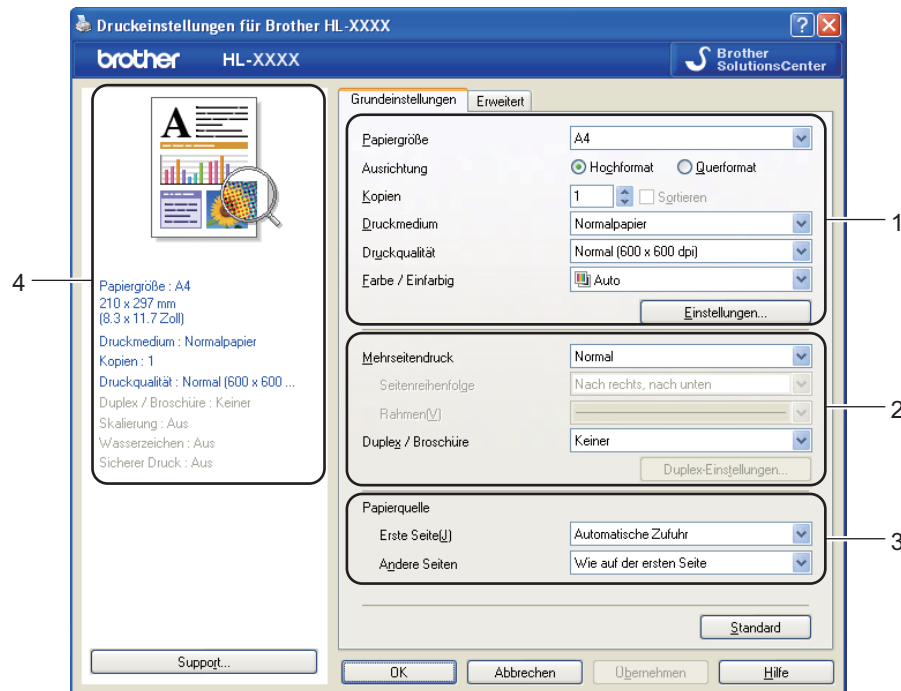 Druckeinstellungen für Brother HL-XXXX
brother HL-XXXX
Brother
SolutionsCenter
Grundeinstellungen Erweitert
Papiergröße A4
Ausrichtung Hochformat Querformat
Kopien 1 Sortieren
Druckmedium Normalpapier
Druckqualität Normal (600 x 600 dpi)
Farbe / Einfarbig Auto
Einstellungen...
1
Mehrseitendruck Normal
Seitenreihenfolge Nach rechts, nach unten
Rahmen(V)
Duplex / Broschüre Keiner
Duplex-Einstellungen...
2
Papierquelle
Erste Seite(J) Automatische Zufuhr
Andere Seiten Wie auf der ersten Seite
3
Standard
4
A
Papiergröße : A4
210 x 297 mm
(8.3 x 11.7 Zoll)
Druckmedium : Normalpapier
Kopien : 1
Druckqualität : Normal (600 x 600 ...
Duplex / Broschüre : Keiner
Skalierung : Aus
Wasserzeichen : Aus
Sicherer Druck : Aus
Support...
OK Abbrechen Übernehmen Hilfe